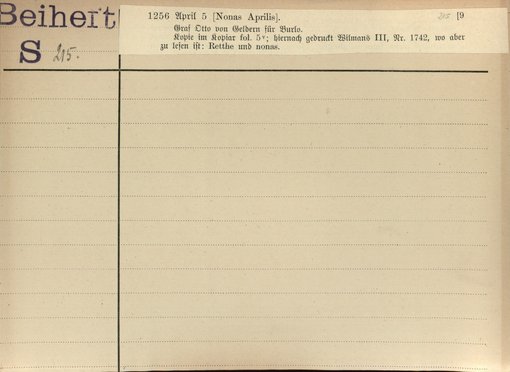 Beiheft
S 215.
1256 April 5 [Nonas Aprilis]. 215 [9
Graf Otto von Geldern für Burlo.
Kopie im Kopiar fol. 5ᵛ; hiernach gedruckt Wilmans III, Nr. 1742, wo aber
zu lesen ist: Retthe und nonas.